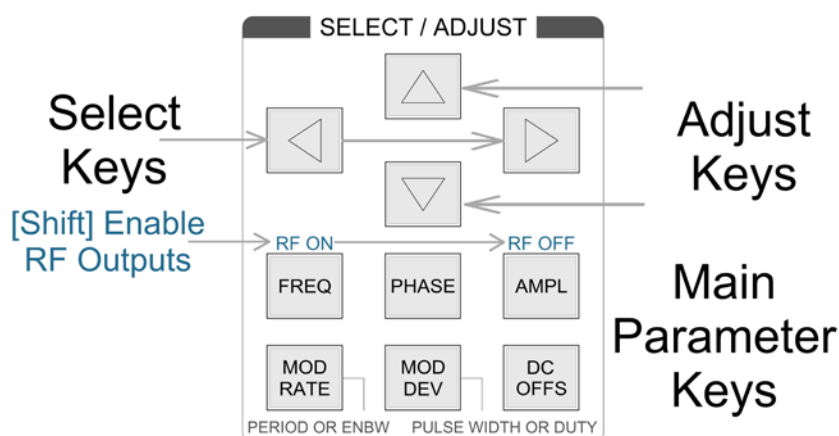 SELECT / ADJUST
Select
Keys
Adjust
Keys
[Shift] Enable
RF Outputs
RF ON
RF OFF
FREQ
PHASE
AMPL
Main
Parameter
Keys
MOD
RATE
MOD
DEV
DC
OFFS
PERIOD OR ENBW
PULSE WIDTH OR DUTY